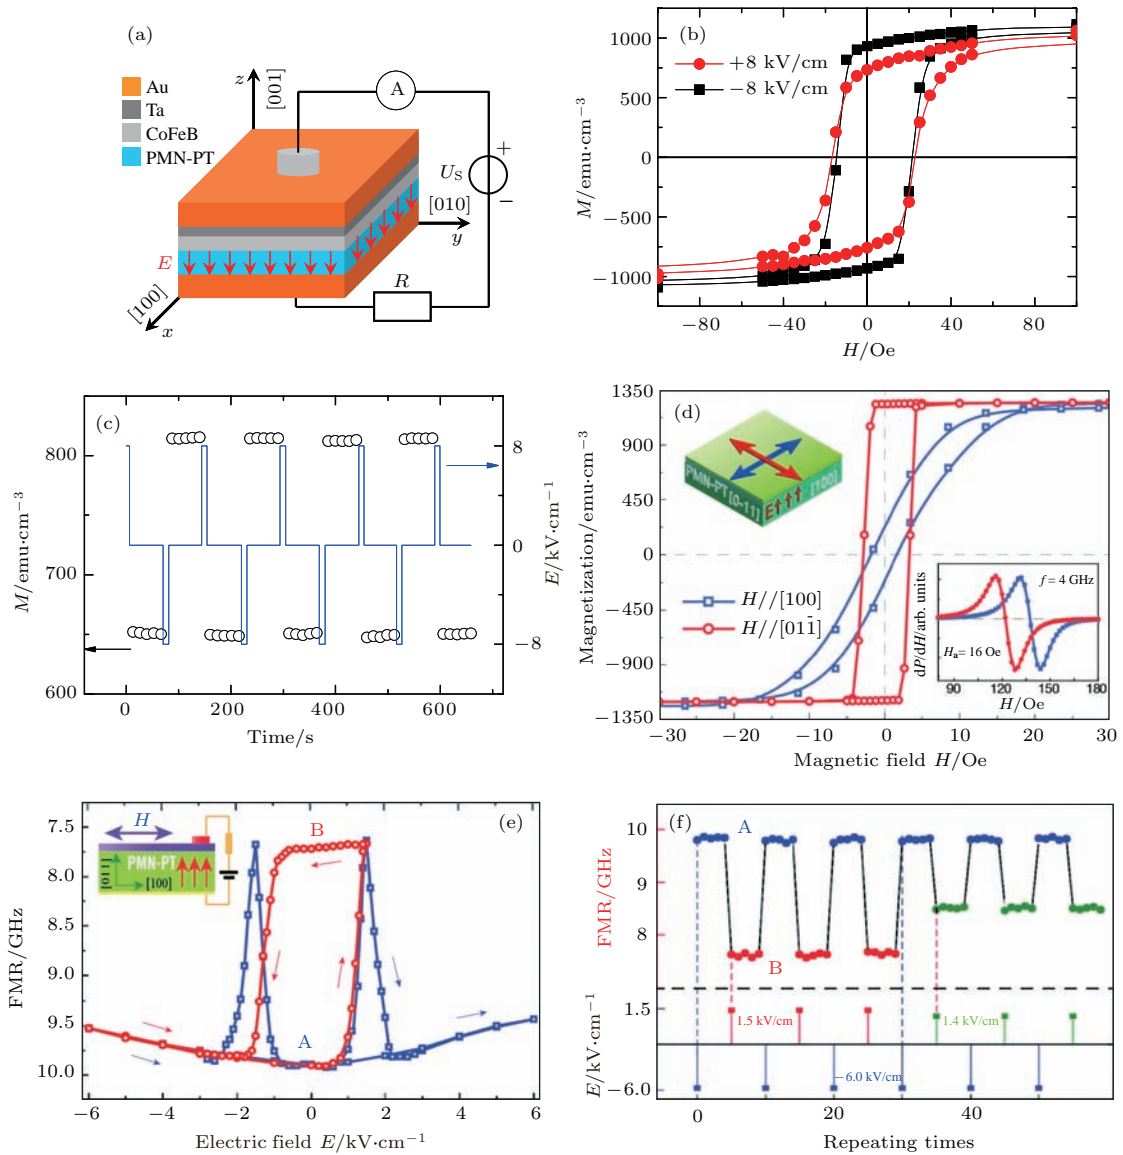 (a)
Au
Ta
CoFeB
PMN-PT
z
[001]
A
U_S
+
−
[010]
y
E
[100]
x
R
(b)
+8 kV/cm
−8 kV/cm
1000
500
0
−500
−1000
M/emu·cm⁻³
−80
−40
0
40
80
H/Oe
(c)
800
700
600
M/emu·cm⁻³
8
0
−8
E/kV·cm⁻¹
0
200
400
600
Time/s
(d)
1350
900
450
0
−450
−900
−1350
Magnetization/emu·cm⁻³
PMN-PT
[0-11]
E
[100]
H//[100]
H//[011̄]
dP/dH/arb. units
f = 4 GHz
H_a = 16 Oe
90
120
150
180
H/Oe
−30
−20
−10
0
10
20
30
Magnetic field H/Oe
(e)
H
PMN-PT
[100]
B
A
7.5
8.0
8.5
9.0
9.5
10.0
FMR/GHz
−6
−4
−2
0
2
4
6
Electric field E/kV·cm⁻¹
(f)
A
B
10
9
8
FMR/GHz
1.5 kV/cm
1.4 kV/cm
−6.0 kV/cm
1.5
−6.0
E/kV·cm⁻¹
0
20
40
Repeating times